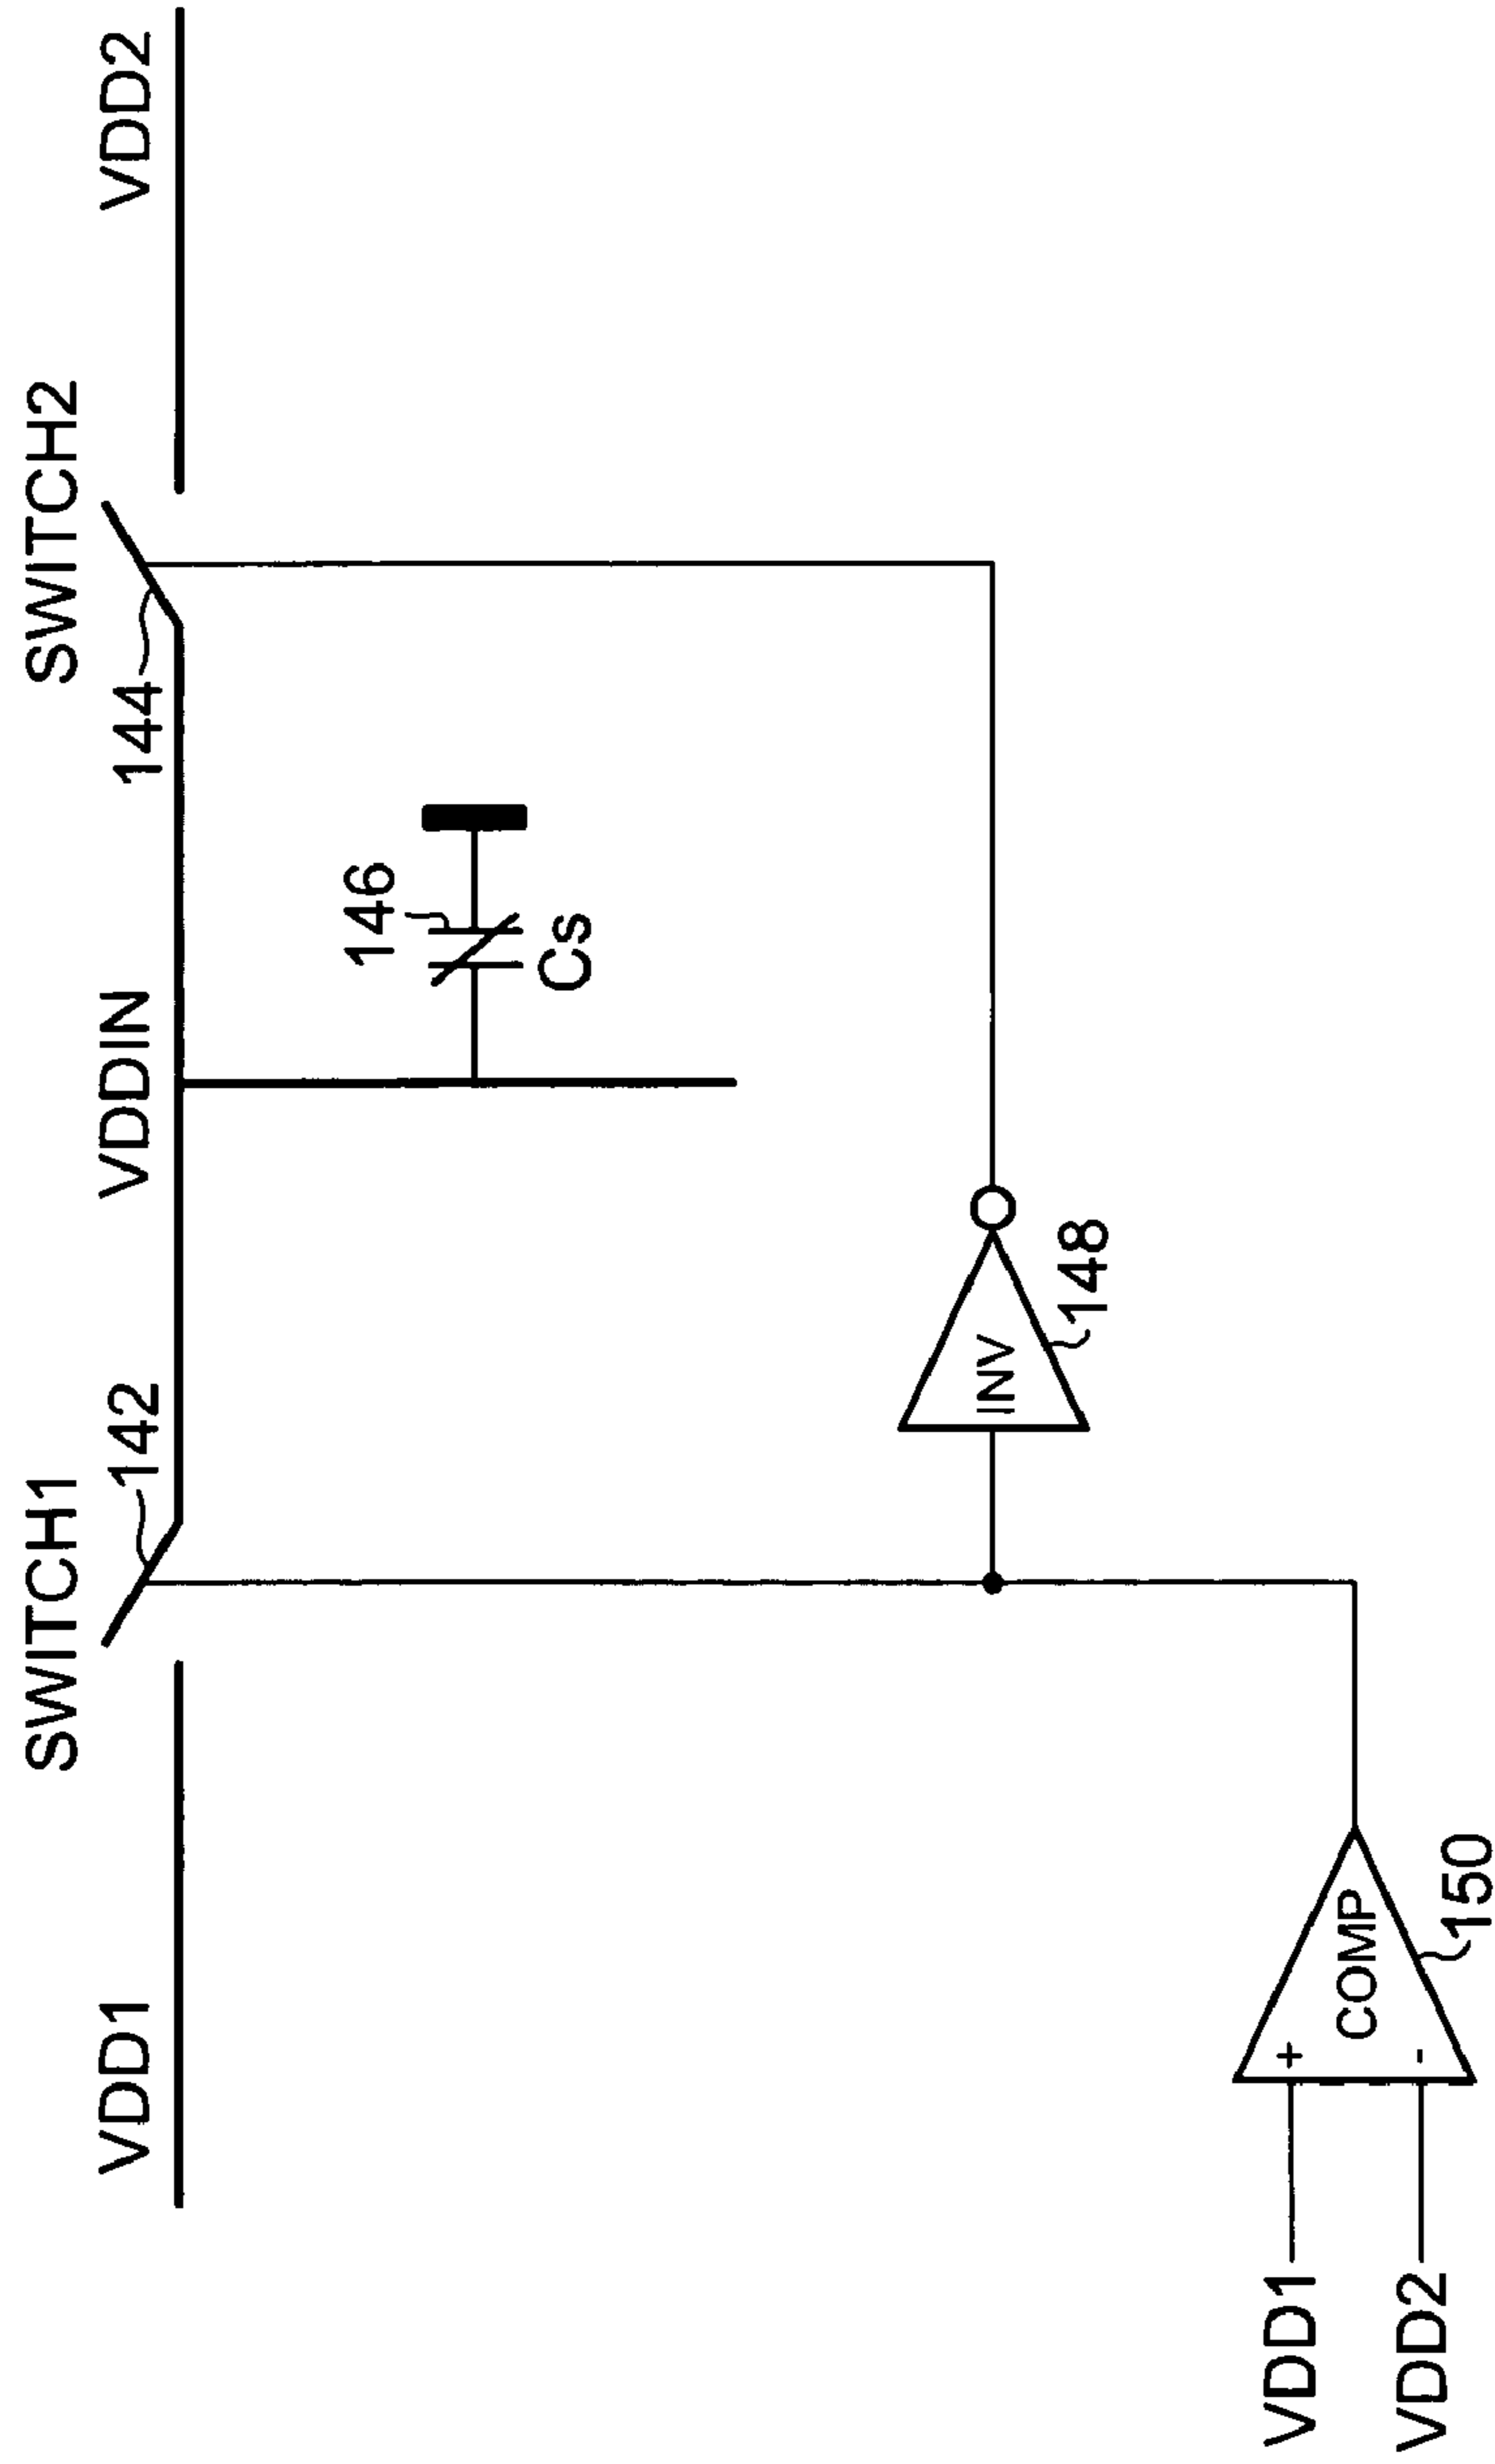 SWITCH1
SWITCH2
VDD1
142
VDDIN
144
VDD2
146
Cs
INV
148
VDD1
+
COMP
VDD2
-
150